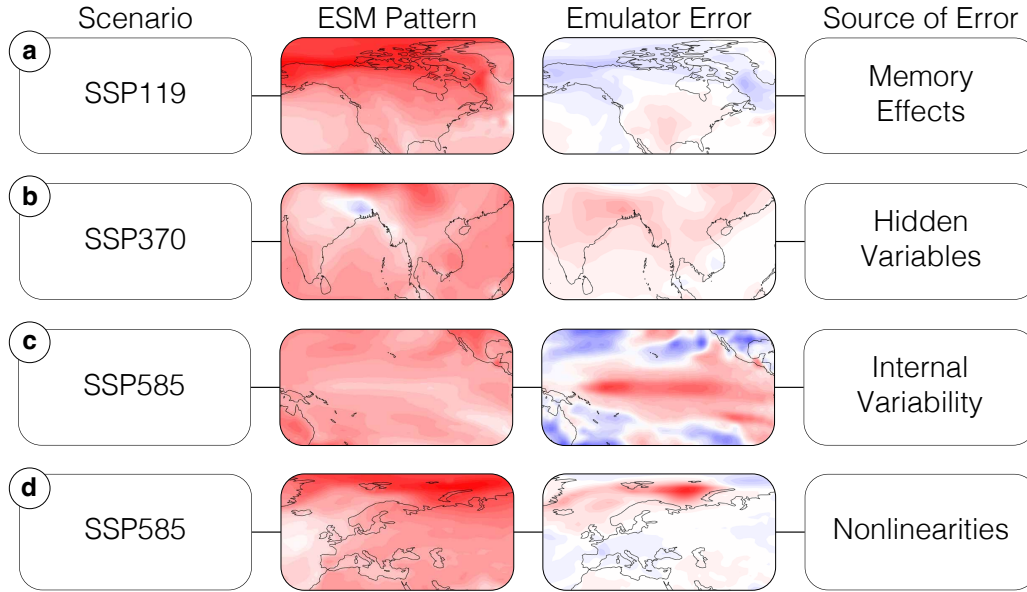 Scenario ESM Pattern Emulator Error Source of Error
a
SSP119
Memory
Effects
b
SSP370
Hidden
Variables
c
SSP585
Internal
Variability
d
SSP585
Nonlinearities